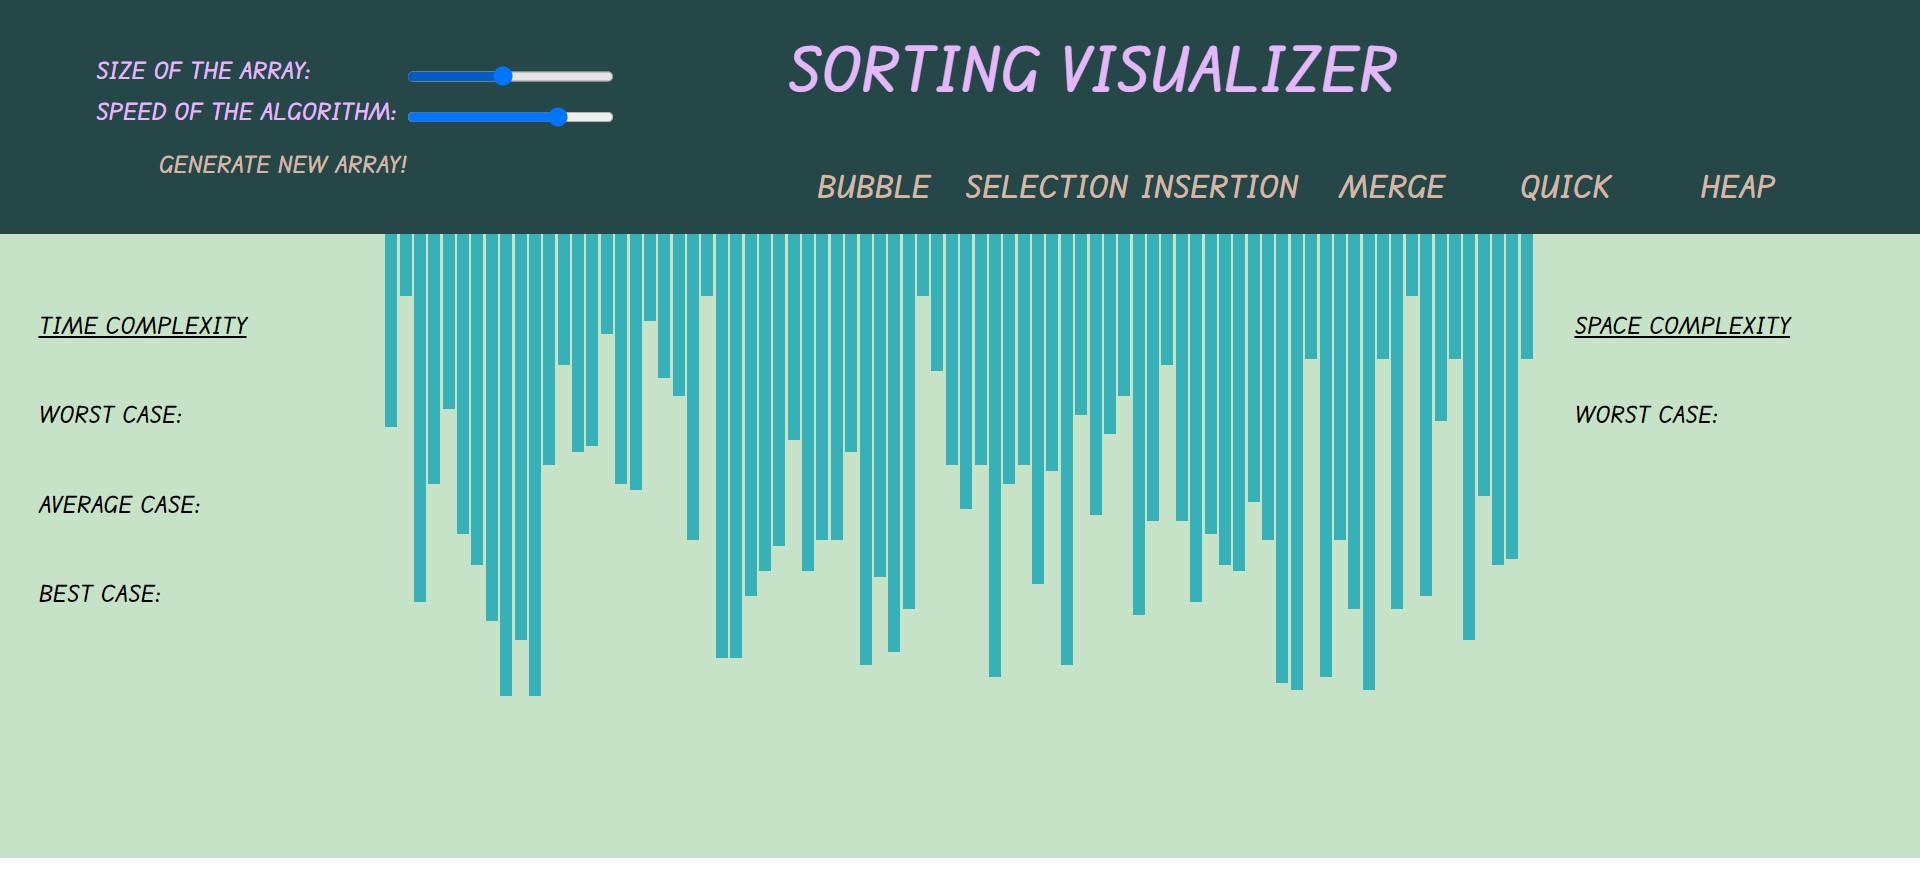 SIZE OF THE ARRAY:
SPEED OF THE ALGORITHM:
GENERATE NEW ARRAY!
SORTING VISUALIZER
BUBBLE SELECTION INSERTION MERGE QUICK HEAP
TIME COMPLEXITY
WORST CASE:
AVERAGE CASE:
BEST CASE:
SPACE COMPLEXITY
WORST CASE: